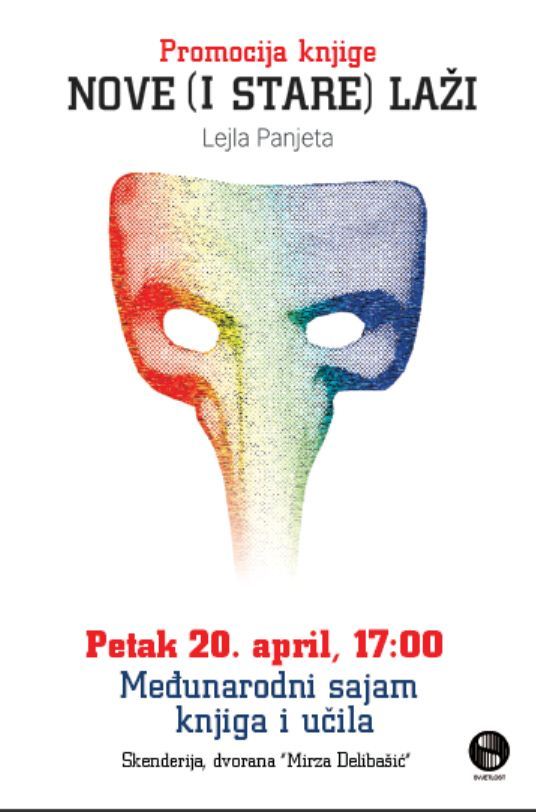 Promocija knjige
NOVE (I STARE) LAŽI
Lejla Panjeta
Petak 20. april, 17:00
Međunarodni sajam
knjiga i učila
Skenderija, dvorana "Mirza Delibašić"
SVJETLOST